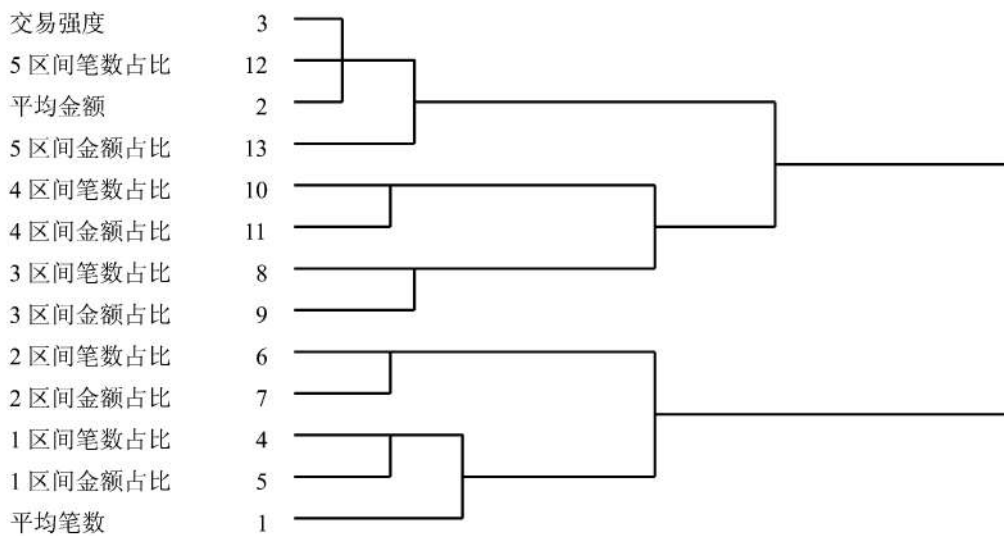 交易强度 3
5 区间笔数占比 12
平均金额 2
5 区间金额占比 13
4 区间笔数占比 10
4 区间金额占比 11
3 区间笔数占比 8
3 区间金额占比 9
2 区间笔数占比 6
2 区间金额占比 7
1 区间笔数占比 4
1 区间金额占比 5
平均笔数 1